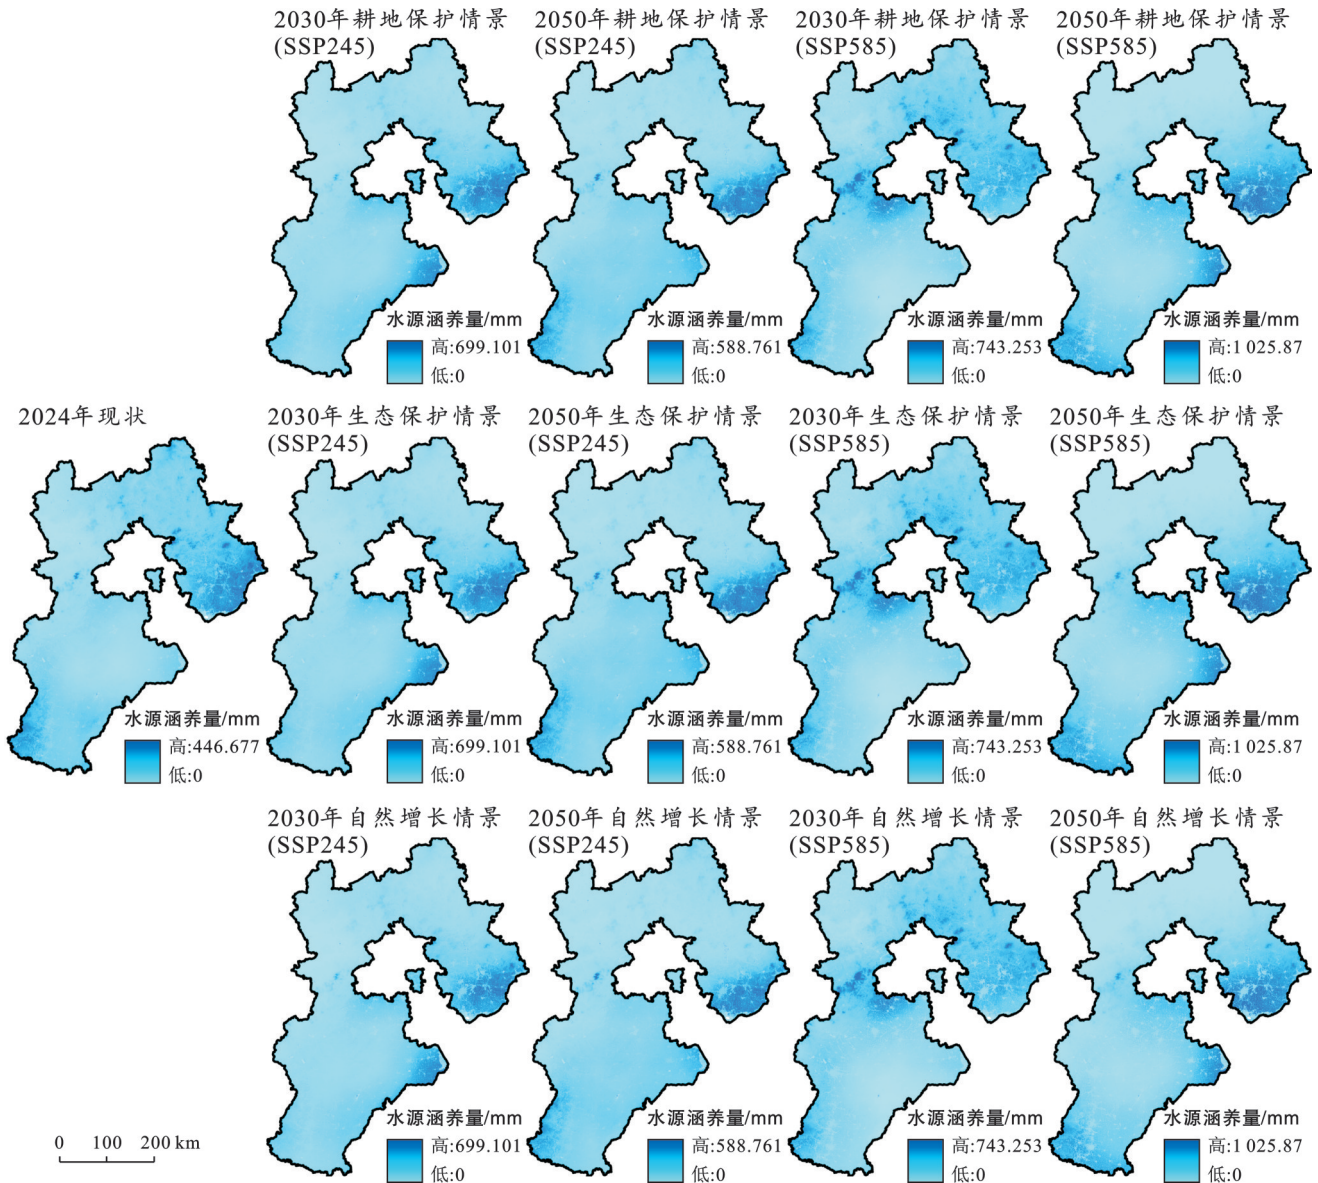 2030年耕地保护情景
(SSP245)
水源涵养量/mm
高:699.101
低:0
2050年耕地保护情景
(SSP245)
水源涵养量/mm
高:588.761
低:0
2030年耕地保护情景
(SSP585)
水源涵养量/mm
高:743.253
低:0
2050年耕地保护情景
(SSP585)
水源涵养量/mm
高:1 025.87
低:0
2024年现状
水源涵养量/mm
高:446.677
低:0
2030年生态保护情景
(SSP245)
水源涵养量/mm
高:699.101
低:0
2050年生态保护情景
(SSP245)
水源涵养量/mm
高:588.761
低:0
2030年生态保护情景
(SSP585)
水源涵养量/mm
高:743.253
低:0
2050年生态保护情景
(SSP585)
水源涵养量/mm
高:1 025.87
低:0
2030年自然增长情景
(SSP245)
水源涵养量/mm
高:699.101
低:0
2050年自然增长情景
(SSP245)
水源涵养量/mm
高:588.761
低:0
2030年自然增长情景
(SSP585)
水源涵养量/mm
高:743.253
低:0
2050年自然增长情景
(SSP585)
水源涵养量/mm
高:1 025.87
低:0
0 100 200 km